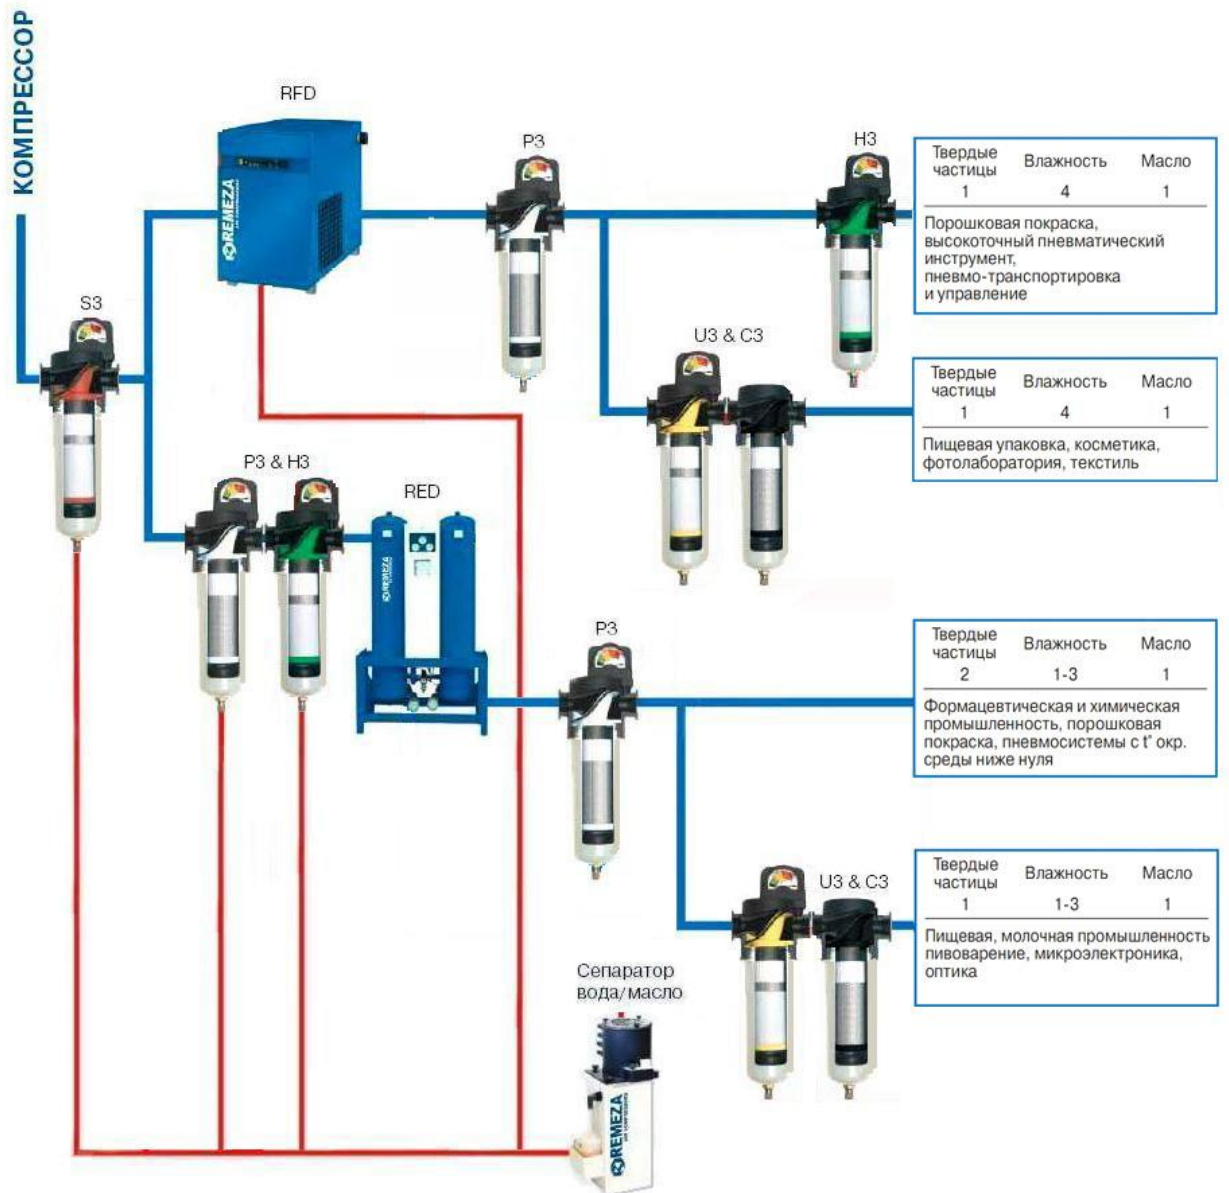 КОМПРЕССОР
RFD
REMEZA
P3
H3
Твердые частицы
Влажность
Масло
1
4
1
Порошковая покраска,
высокоточный пневматический
инструмент,
пневмо-транспортировка
и управление
S3
U3 & C3
Твердые частицы
Влажность
Масло
1
4
1
Пищевая упаковка, косметика,
фотолаборатория, текстиль
P3 & H3
RED
REMEZA
P3
Твердые частицы
Влажность
Масло
2
1-3
1
Формацевтическая и химическая
промышленность, порошковая
покраска, пневмосистемы с t° окр.
среды ниже нуля
U3 & C3
Твердые частицы
Влажность
Масло
1
1-3
1
Пищевая, молочная промышленность
пивоварение, микроэлектроника,
оптика
Сепаратор
вода/масло
REMEZA